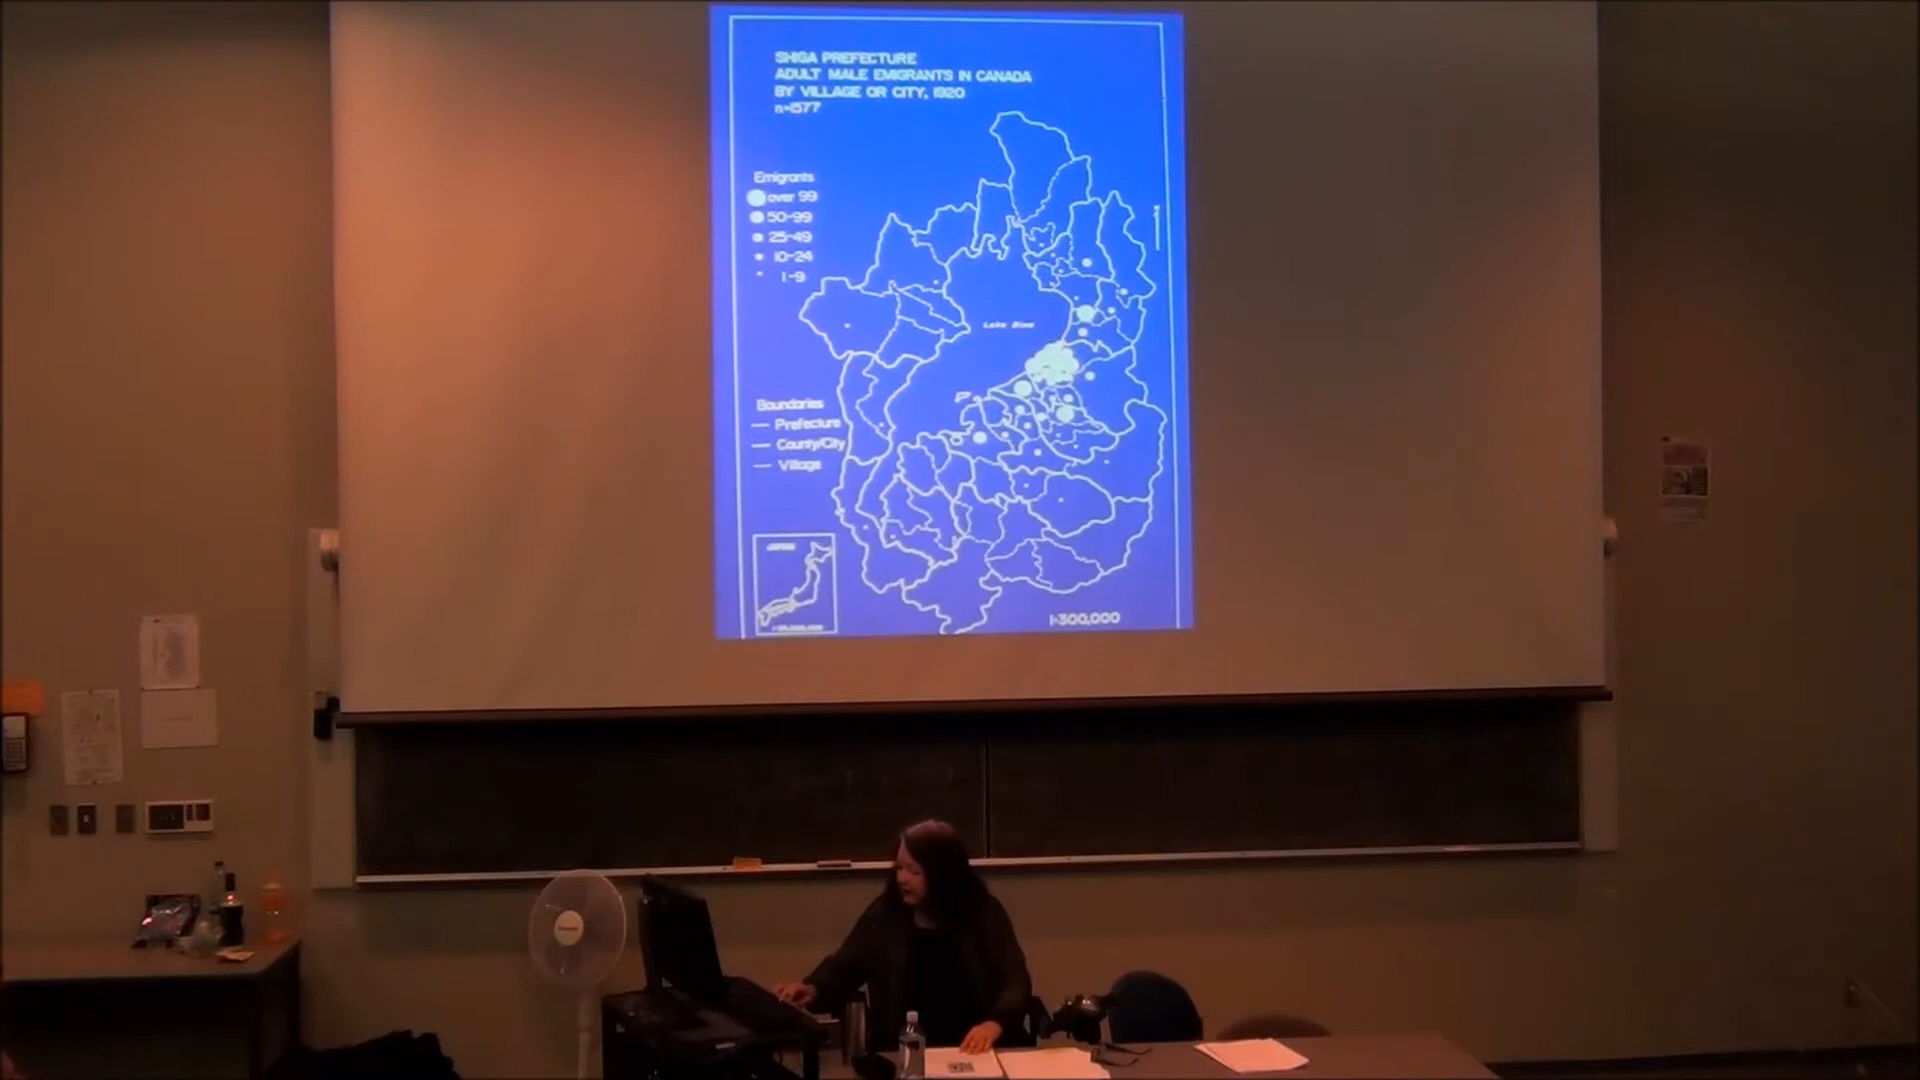 SHIGA PREFECTURE
ADULT MALE EMIGRANTS IN CANADA
BY VILLAGE OR CITY, 1920
n=1577
Emigrants
over 99
50-99
25-49
10-24
1-9
Lake Biwa
Boundaries
Prefecture
County/City
Village
JAPAN
1:300,000